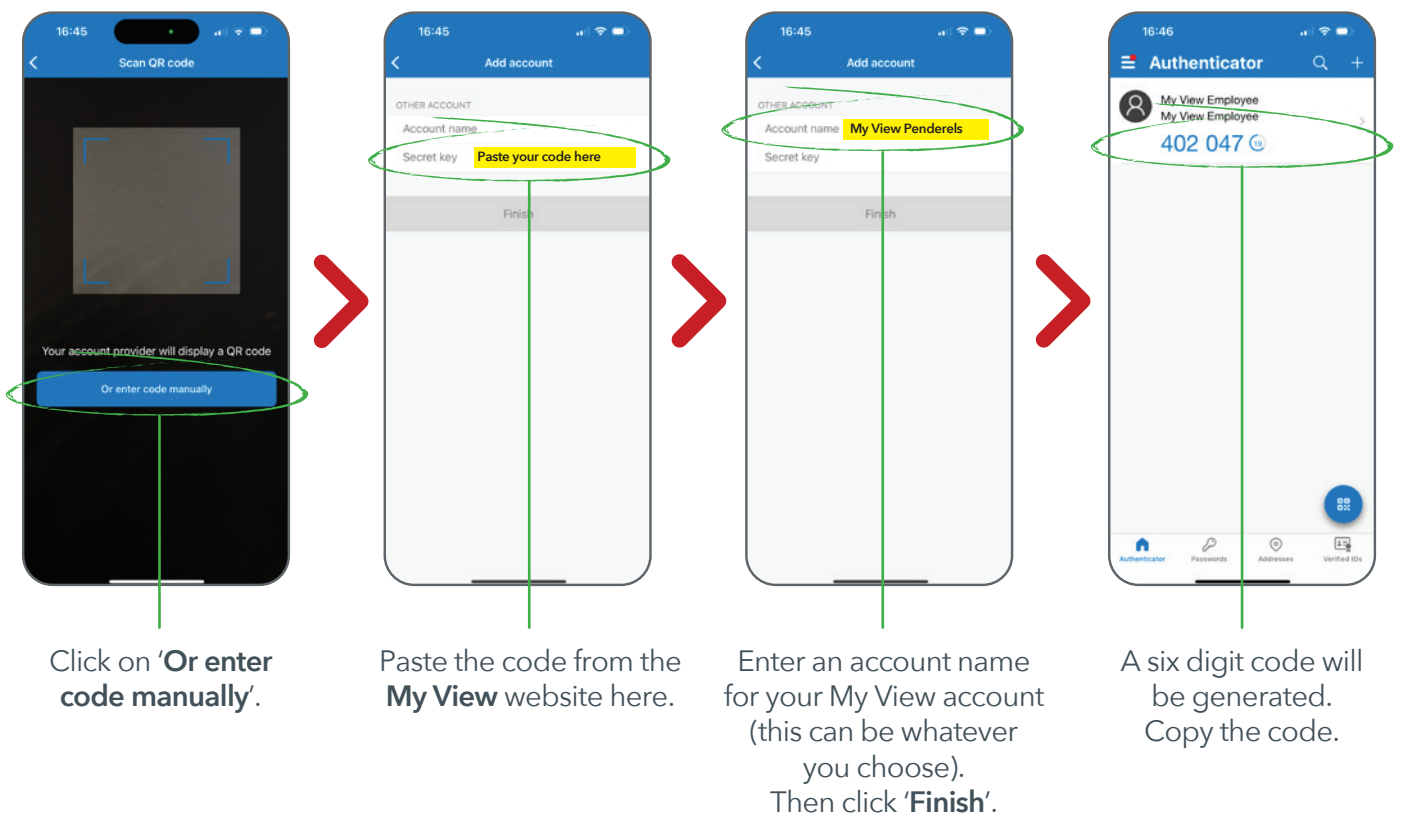 16:45
Scan QR code
Your account provider will display a QR code
Or enter code manually
Click on ‘Or enter
code manually’.
16:45
Add account
OTHER ACCOUNT
Account name
Secret key Paste your code here
Finish
Paste the code from the
My View website here.
16:45
Add account
OTHER ACCOUNT
Account name My View Penderels
Secret key
Finish
Enter an account name
for your My View account
(this can be whatever
you choose).
Then click ‘Finish’.
16:46
Authenticator
My View Employee
My View Employee
402 047 19
Authenticator Passwords Addresses Verified IDs
A six digit code will
be generated.
Copy the code.